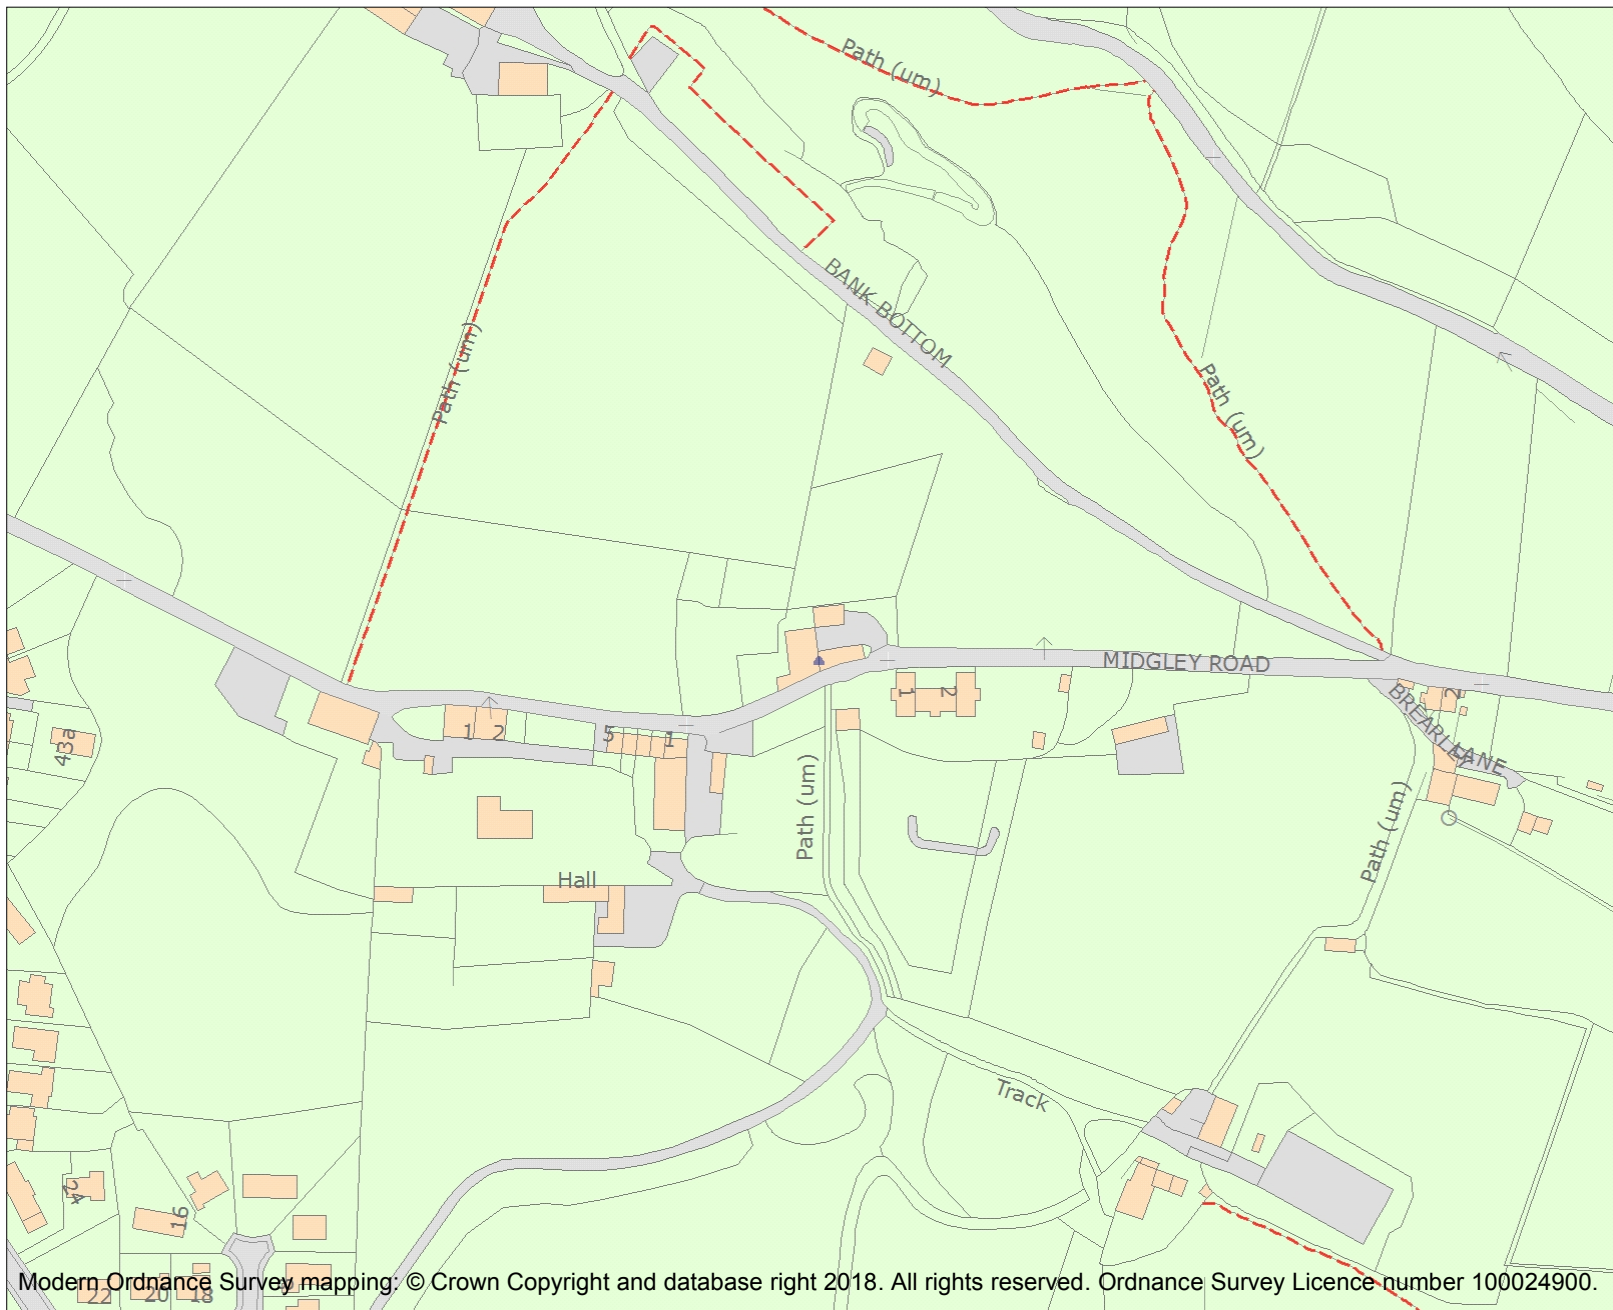 Path (um)
BANK BOTTOM
Path (um)
Path (um)
MIDGLEY ROAD
1
2
2
BREARLEY LANE
1 2
5
1
43a
Path (um)
Path (um)
Hall
Track
24
16
22
20
18
Modern Ordnance Survey mapping: © Crown Copyright and database right 2018. All rights reserved. Ordnance Survey Licence number 100024900.